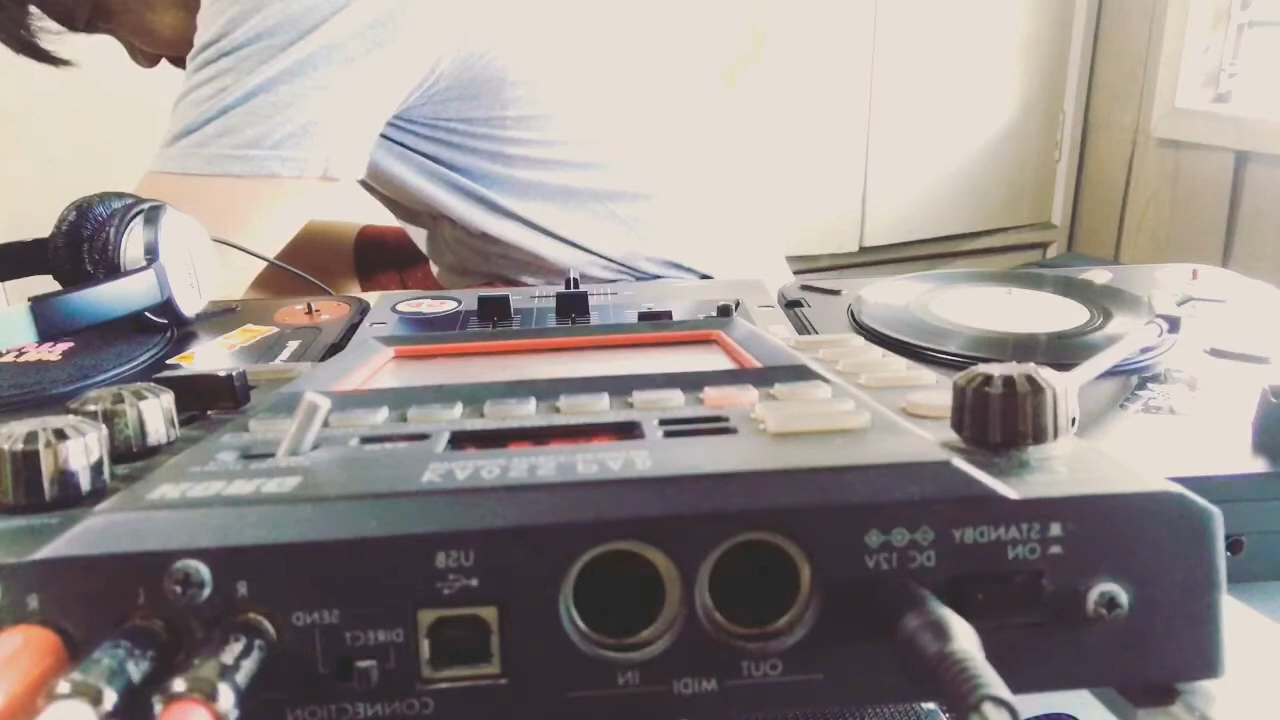 KORG
KAOSS PAD
USB
DC 12V
STANDBY
ON
R
L
R
SEND
DIRECT
IN
OUT
MIDI
CONNECTION